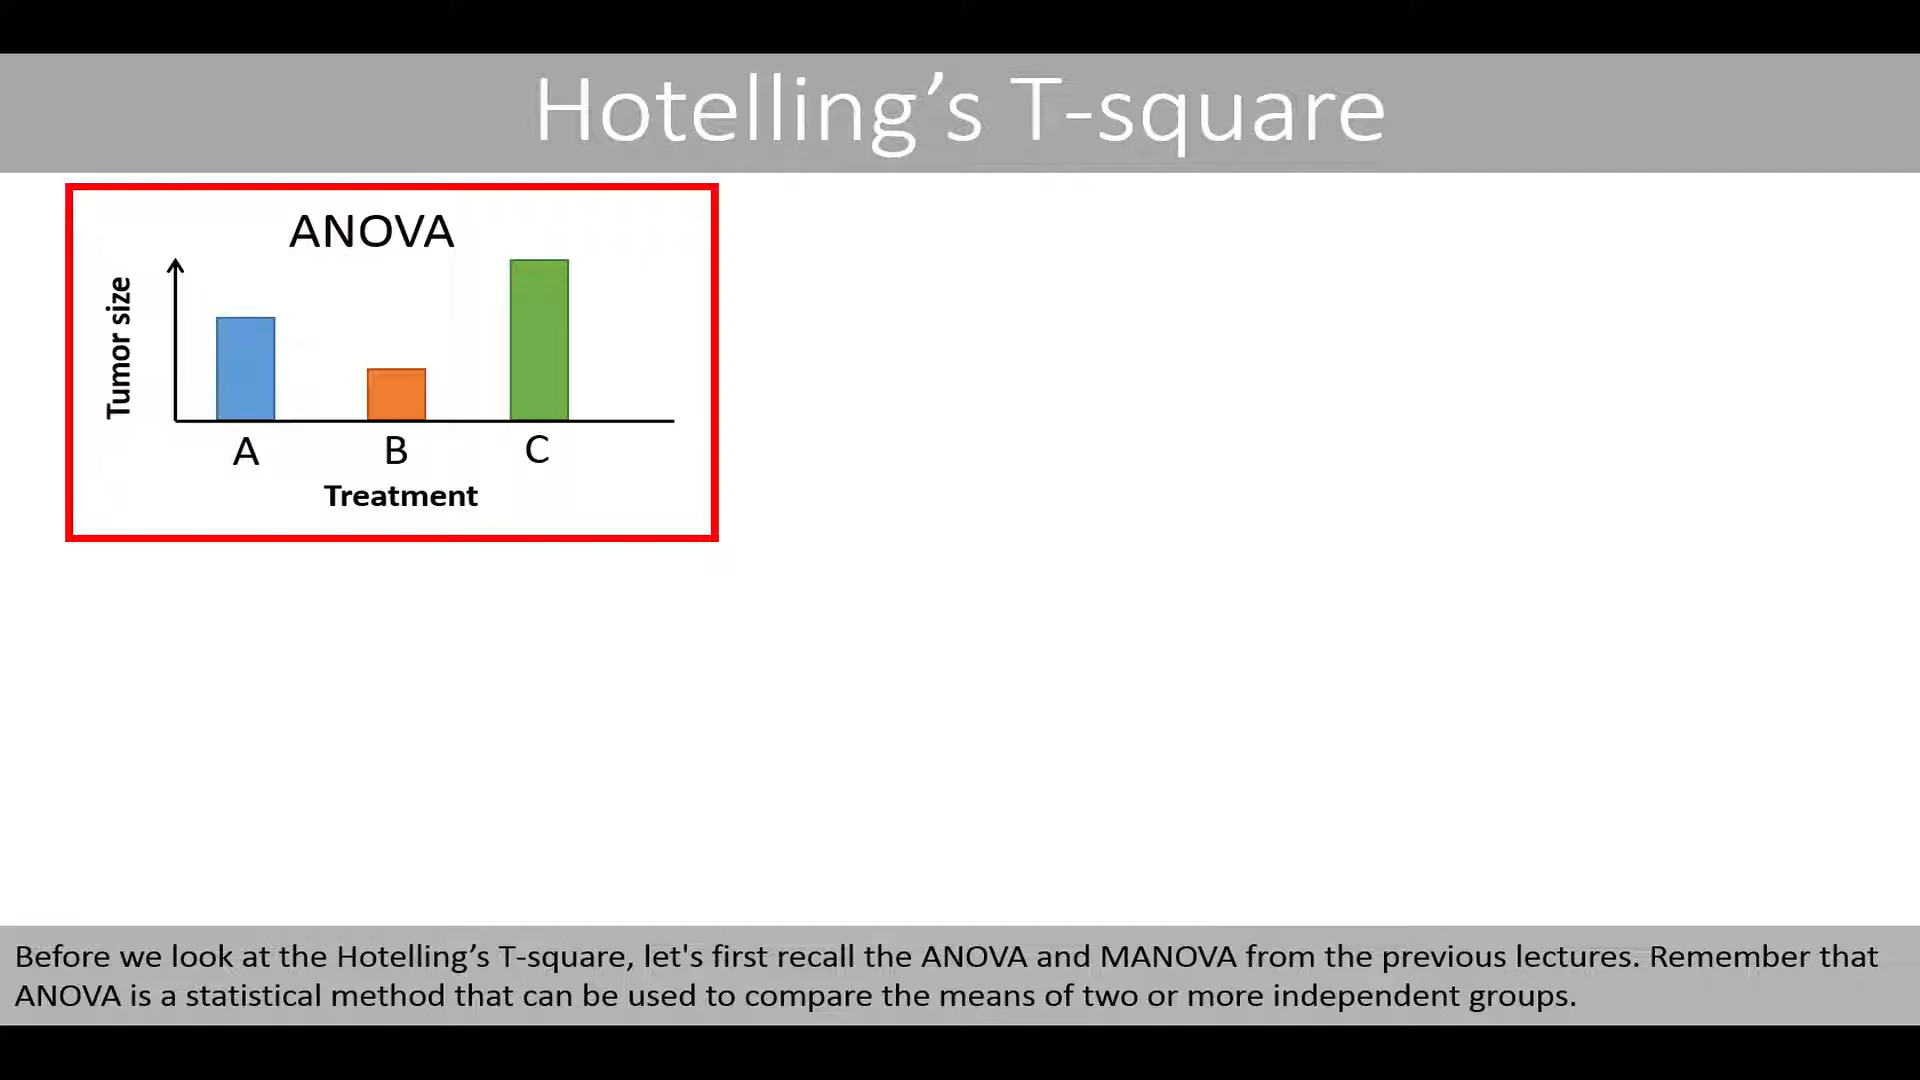 Hotelling’s T-square
ANOVA
Tumor size
A B C
Treatment
Before we look at the Hotelling’s T-square, let's first recall the ANOVA and MANOVA from the previous lectures. Remember that
ANOVA is a statistical method that can be used to compare the means of two or more independent groups.